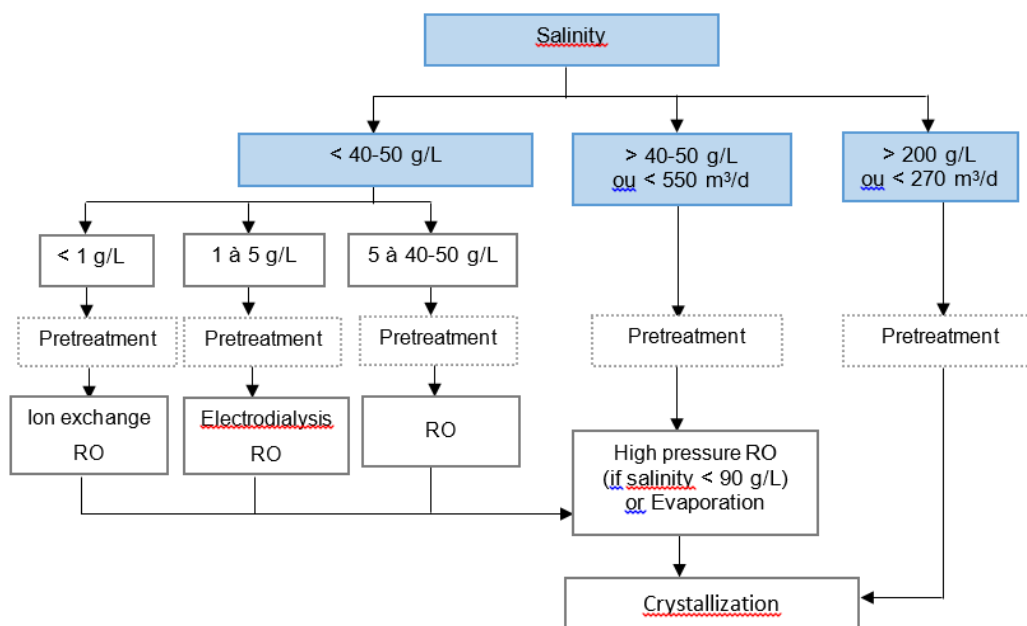 Salinity
< 40-50 g/L
> 40-50 g/L
ou < 550 m³/d
> 200 g/L
ou < 270 m³/d
< 1 g/L
1 à 5 g/L
5 à 40-50 g/L
Pretreatment
Pretreatment
Pretreatment
Pretreatment
Pretreatment
Ion exchange
RO
Electrodialysis
RO
RO
High pressure RO
(if salinity < 90 g/L)
or Evaporation
Crystallization